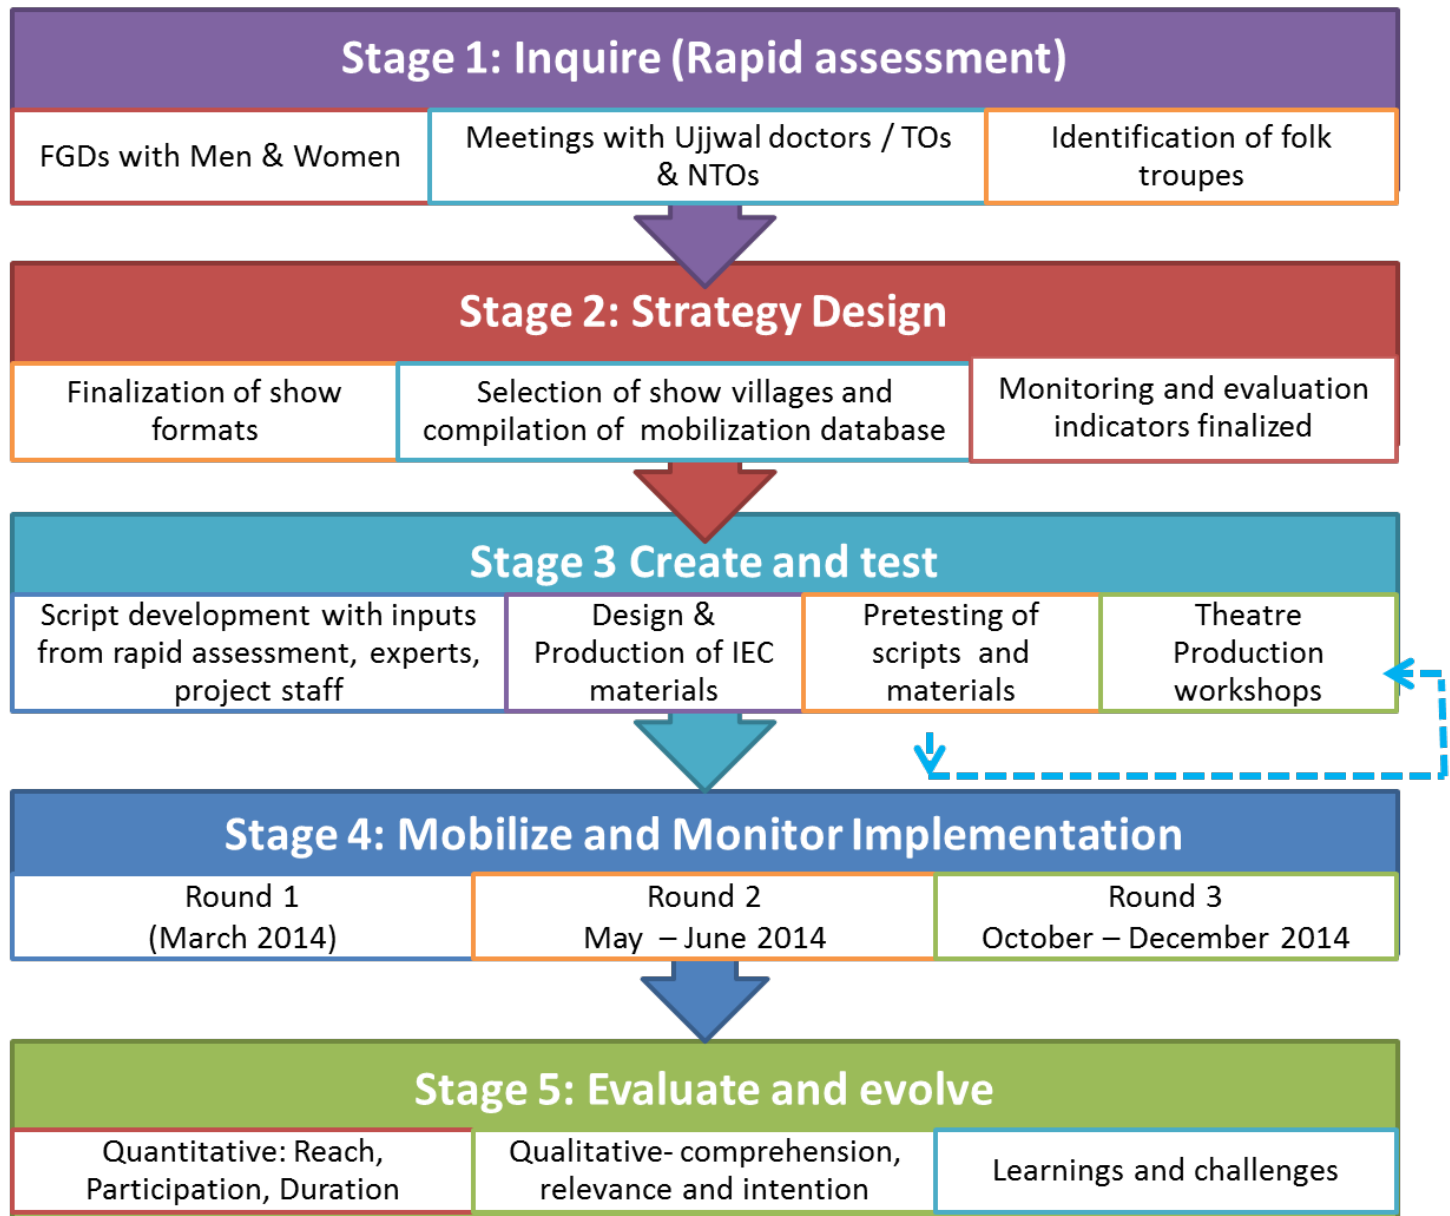 Stage 1: Inquire (Rapid assessment)
FGDs with Men & Women
Meetings with Ujjwal doctors / TOs
& NTOs
Identification of folk
troupes
Stage 2: Strategy Design
Finalization of show
formats
Selection of show villages and
compilation of mobilization database
Monitoring and evaluation
indicators finalized
Stage 3 Create and test
Script development with inputs
from rapid assessment, experts,
project staff
Design &
Production of IEC
materials
Pretesting of
scripts and
materials
Theatre
Production
workshops
Stage 4: Mobilize and Monitor Implementation
Round 1
(March 2014)
Round 2
May – June 2014
Round 3
October – December 2014
Stage 5: Evaluate and evolve
Quantitative: Reach,
Participation, Duration
Qualitative- comprehension,
relevance and intention
Learnings and challenges